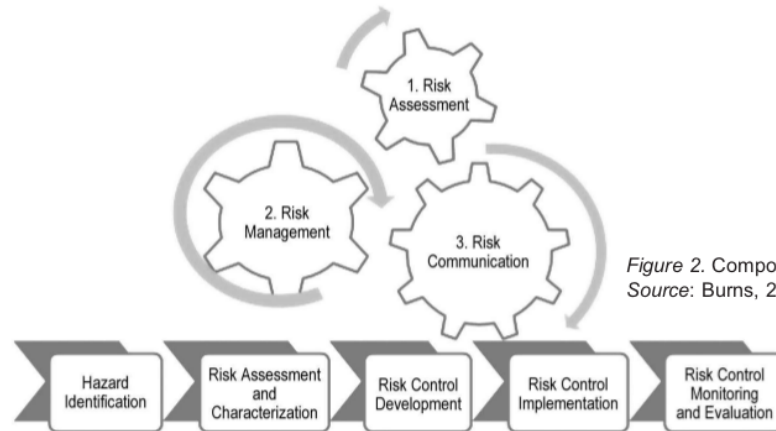 1. Risk
Assessment
2. Risk
Management
3. Risk
Communication
Figure 2. Compo
Source: Burns, 2
Hazard
Identification
Risk Assessment
and
Characterization
Risk Control
Development
Risk Control
Implementation
Risk Control
Monitoring
and Evaluation